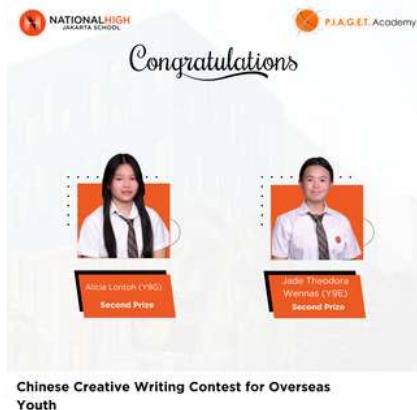 NATIONALHIGH
JAKARTA SCHOOL
P.I.A.G.E.T. Academy
Congratulations
Alicia Lontoh (Y9G)
Second Prize
Jade Theodora
Wennas (Y9E)
Second Prize
Chinese Creative Writing Contest for Overseas
Youth